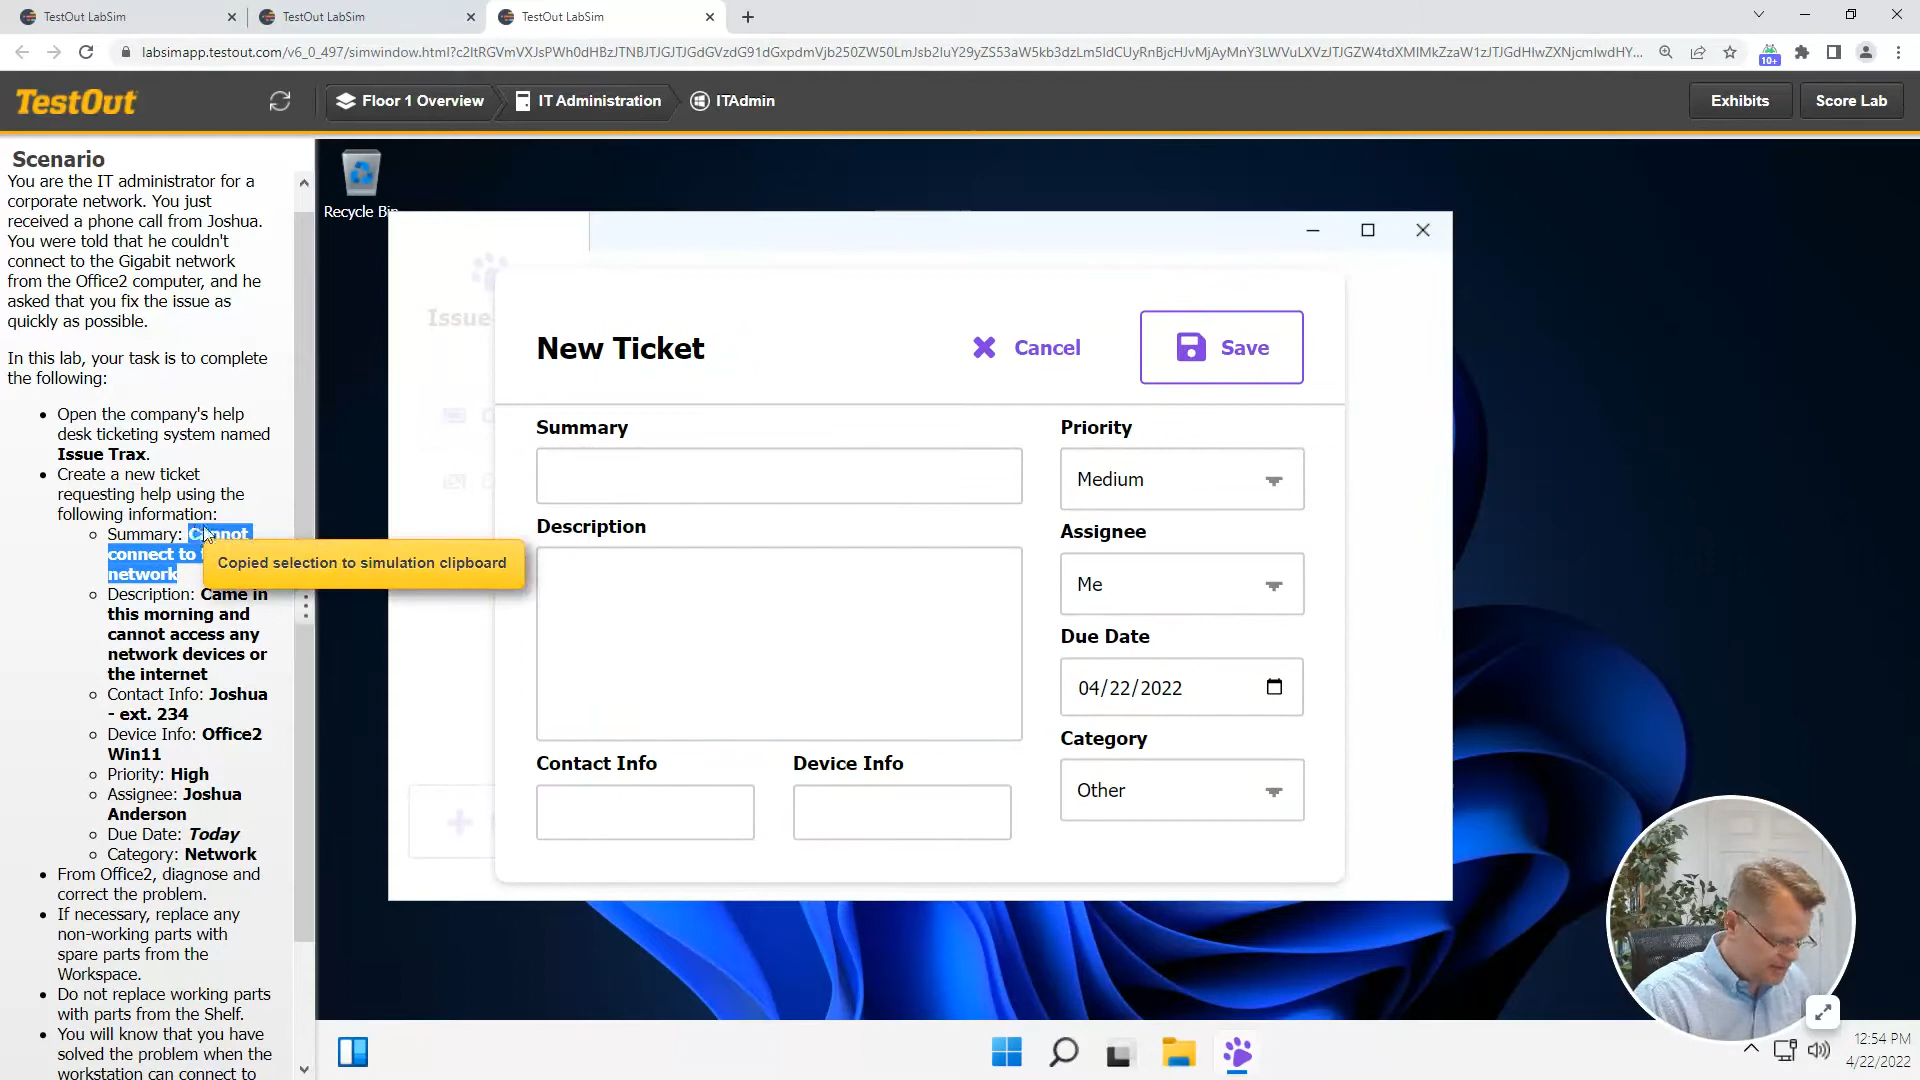 TestOut LabSim
TestOut LabSim
TestOut LabSim
labsimapp.testout.com/v6_0_497/simwindow.html?
10+
TestOut
Floor 1 Overview
IT Administration
ITAdmin
Exhibits
Score Lab
Scenario
You are the IT administrator for a
corporate network. You just
received a phone call from Joshua.
You were told that he couldn't
connect to the Gigabit network
from the Office2 computer, and he
asked that you fix the issue as
quickly as possible.
In this lab, your task is to complete
the following:
Open the company's help
desk ticketing system named
Issue Trax.
Create a new ticket
requesting help using the
following information:
Summary: Cannot
connect to
network
Description: Came in
this morning and
cannot access any
network devices or
the internet
Contact Info: Joshua
- ext. 234
Device Info: Office2
Win11
Priority: High
Assignee: Joshua
Anderson
Due Date: Today
Category: Network
From Office2, diagnose and
correct the problem.
If necessary, replace any
non-working parts with
spare parts from the
Workspace.
Do not replace working parts
with parts from the Shelf.
You will know that you have
solved the problem when the
workstation can connect to
Copied selection to simulation clipboard
Recycle Bin
Issue
New Ticket
Cancel
Save
Summary
Description
Contact Info
Device Info
Priority
Medium
Assignee
Me
Due Date
04/22/2022
Category
Other
12:54 PM
4/22/2022